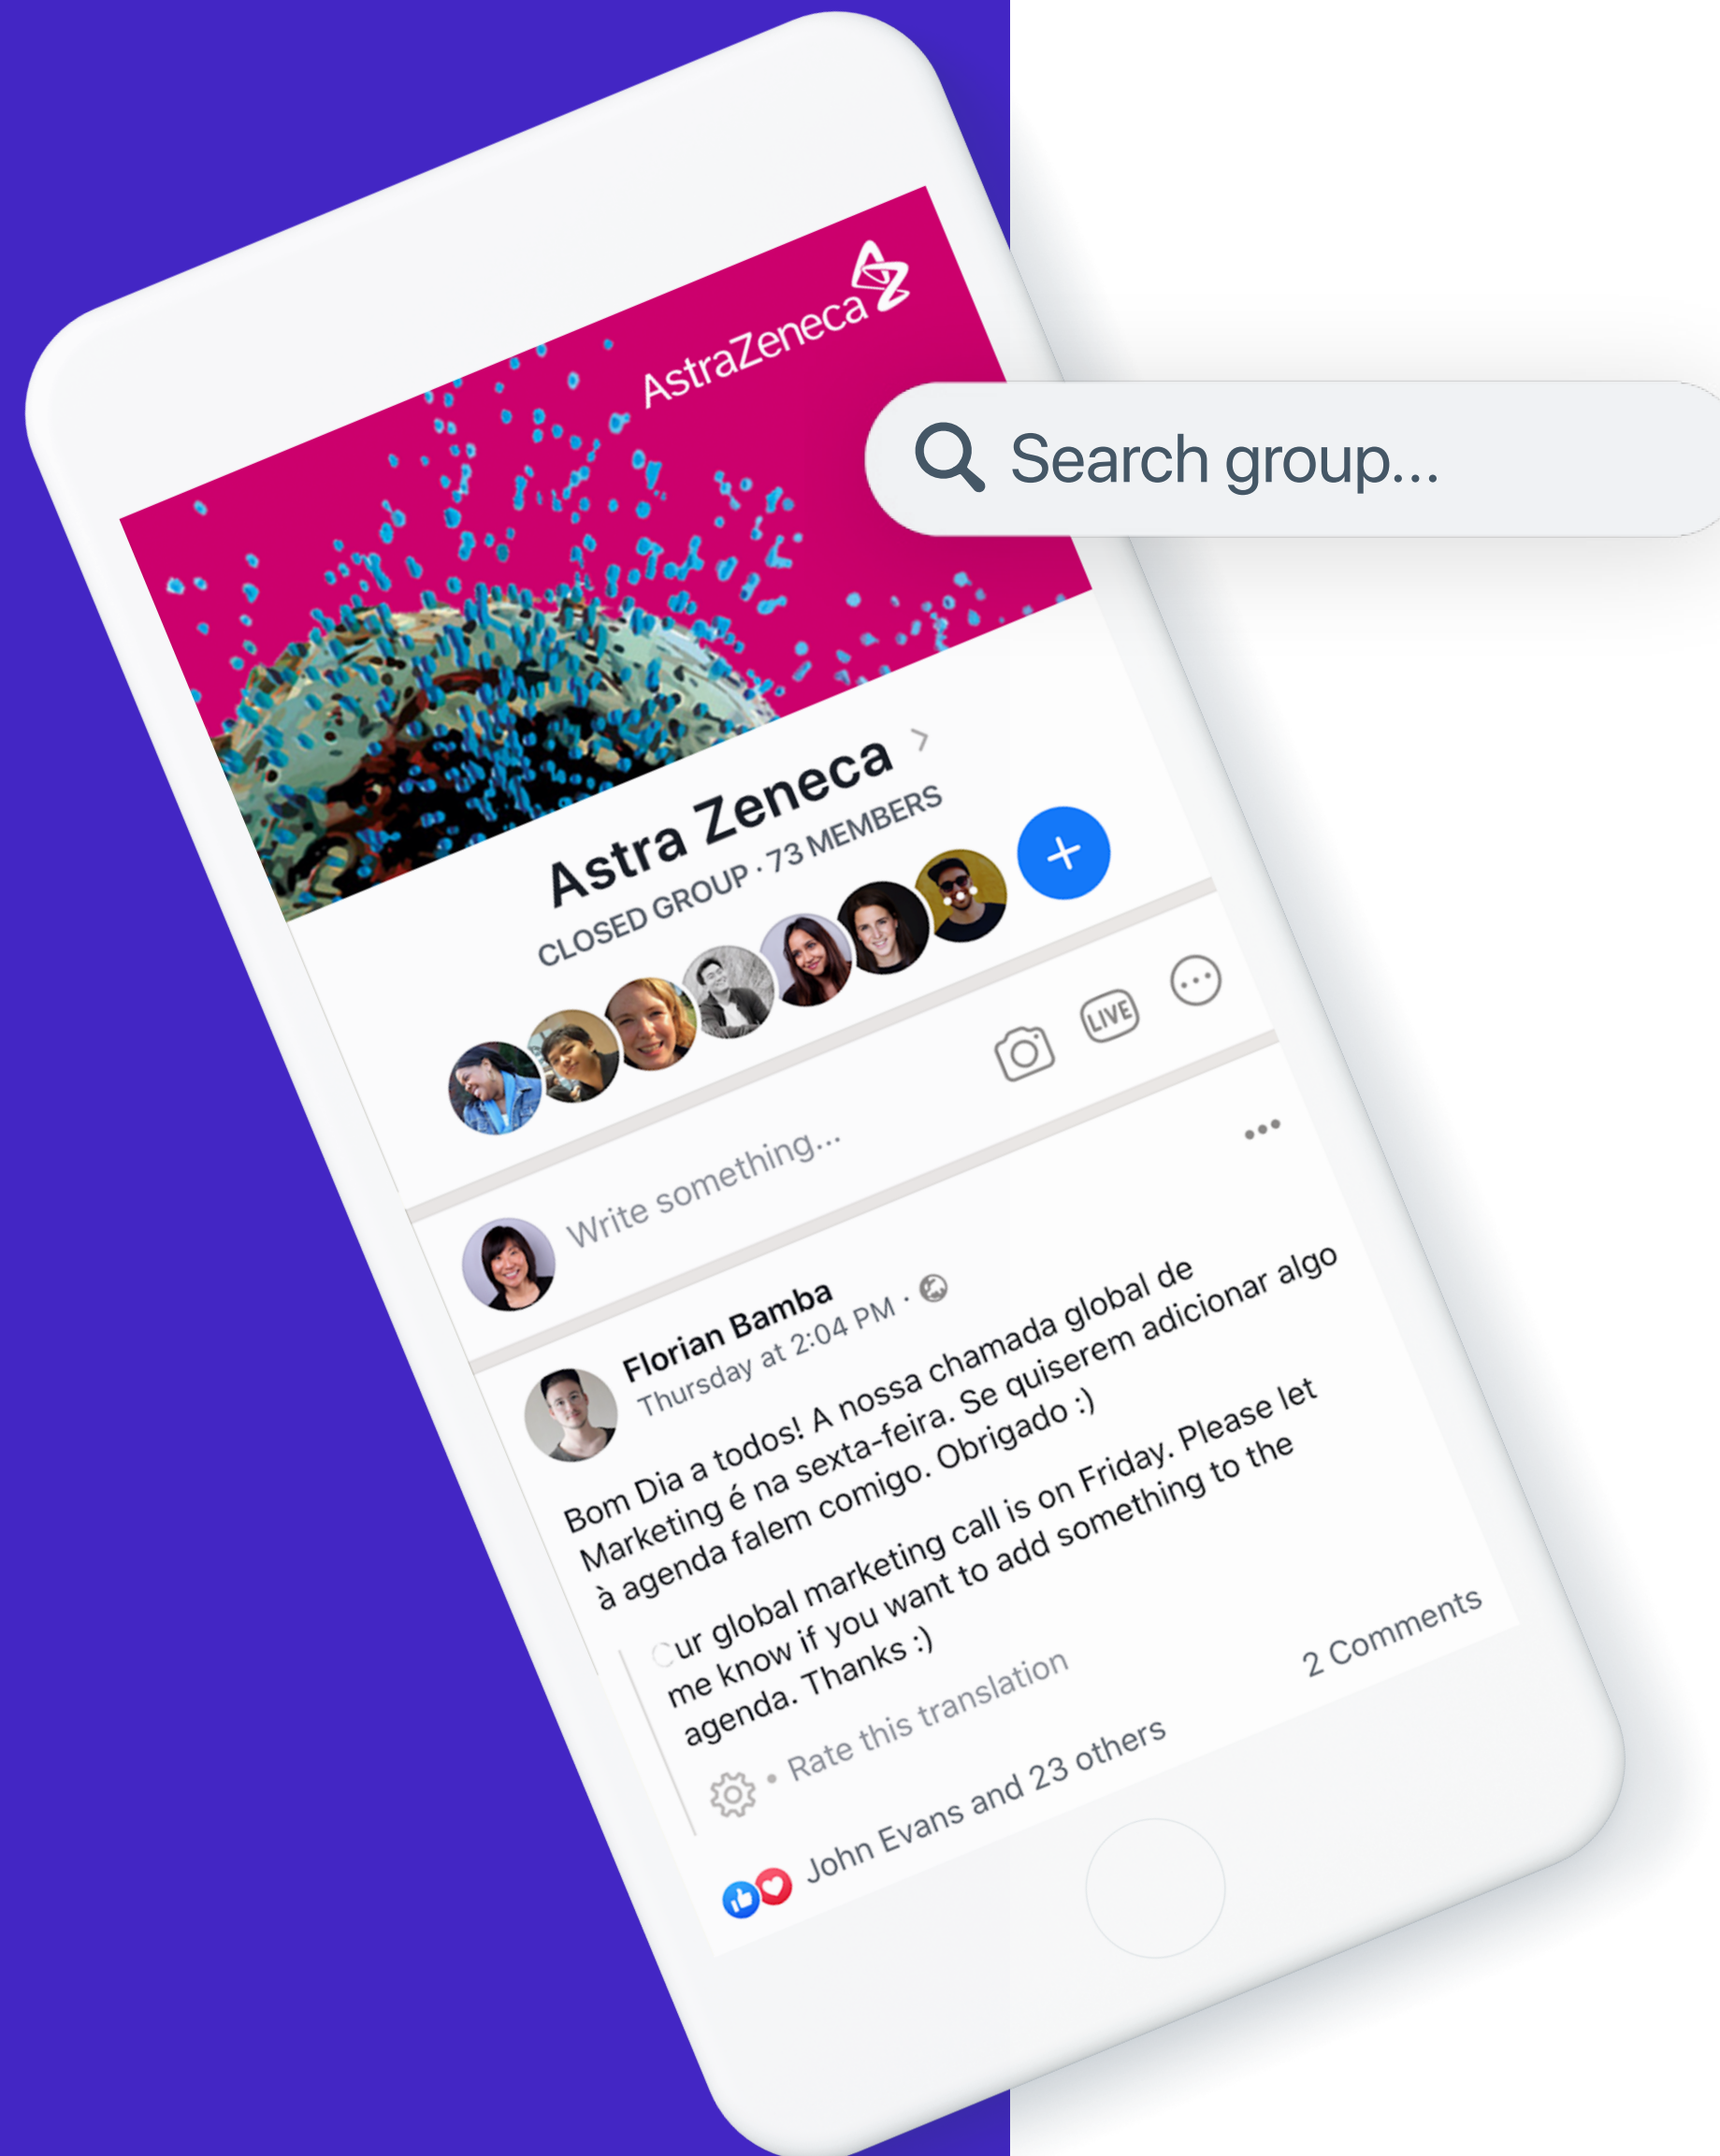 AstraZeneca
Search group...
Astra Zeneca
CLOSED GROUP · 73 MEMBERS
LIVE
Write something...
Florian Bamba
Thursday at 2:04 PM ·
Bom Dia a todos! A nossa chamada global de
Marketing é na sexta-feira. Se quiserem adicionar algo
à agenda falem comigo. Obrigado :)
Our global marketing call is on Friday. Please let
me know if you want to add something to the
agenda. Thanks :)
• Rate this translation
John Evans and 23 others
2 Comments